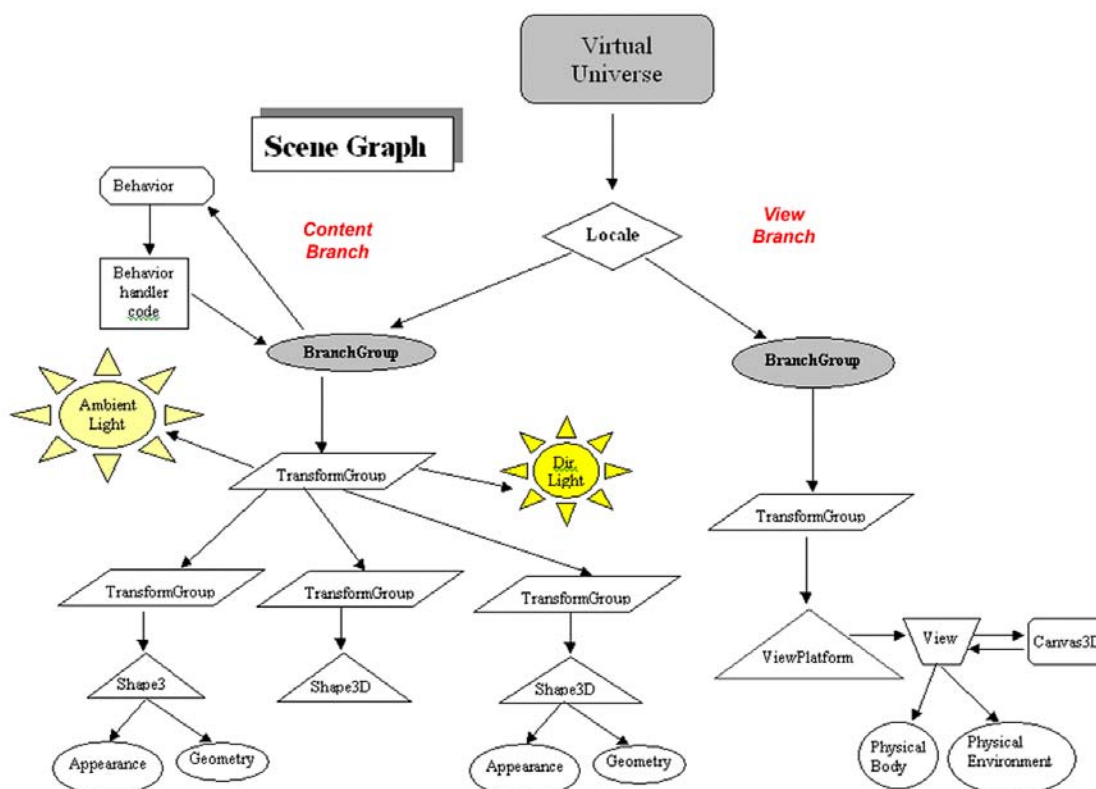 Virtual
Universe
Scene Graph
Behavior
Content
Branch
View
Branch
Locale
Behavior
handler
code
BranchGroup
BranchGroup
Ambient
Light
TransformGroup
Dir.
Light
TransformGroup
TransformGroup
TransformGroup
TransformGroup
ViewPlatform
View
Canvas3D
Shape3
Shape3D
Shape3D
Appearance
Geometry
Appearance
Geometry
Physical
Body
Physical
Environment